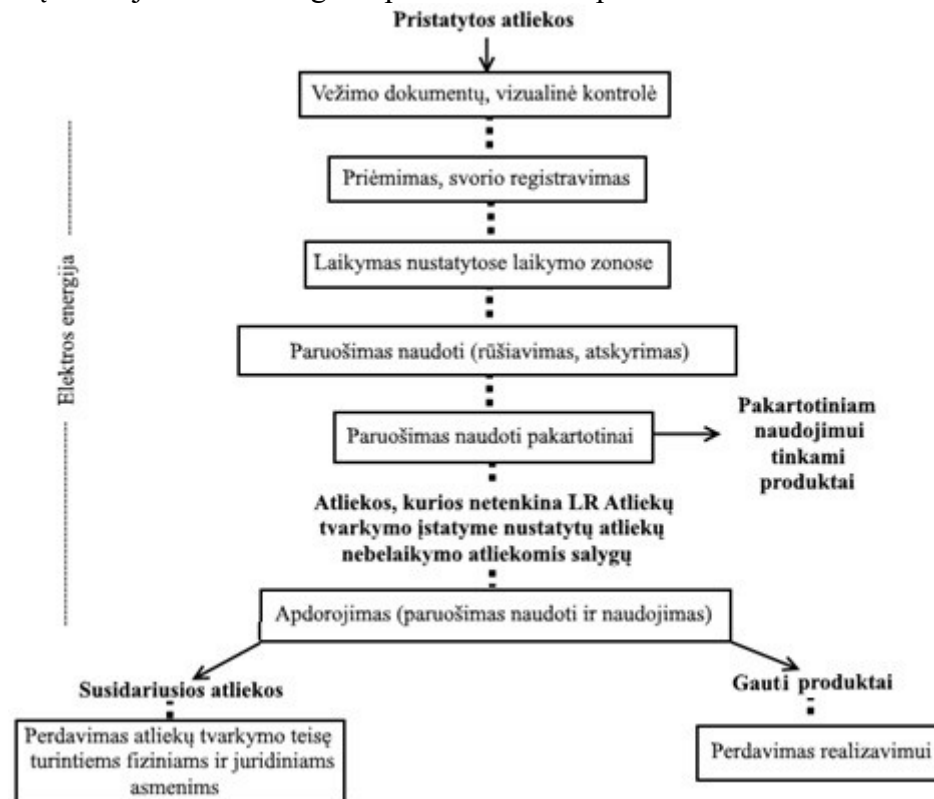 Pristatytos atliekos
Vežimo dokumentų, vizualinė kontrolė
Priėmimas, svorio registravimas
Laikymas nustatytose laikymo zonose
Elektros energija
Paruošimas naudoti (rūšiavimas, atskyrimas)
Paruošimas naudoti pakartotinai
Pakartotiniam
naudojimui
tinkami
produktai
Atliekos, kurios netenkina LR Atliekų
tvarkymo įstatyme nustatytų atliekų
nebelaikymo atliekomis salygų
Apdorojimas (paruošimas naudoti ir naudojimas)
Susidariusios atliekos
Gauti produktai
Perdavimas atliekų tvarkymo teisę
turintiems fiziniams ir juridiniams
asmenims
Perdavimas realizavimui